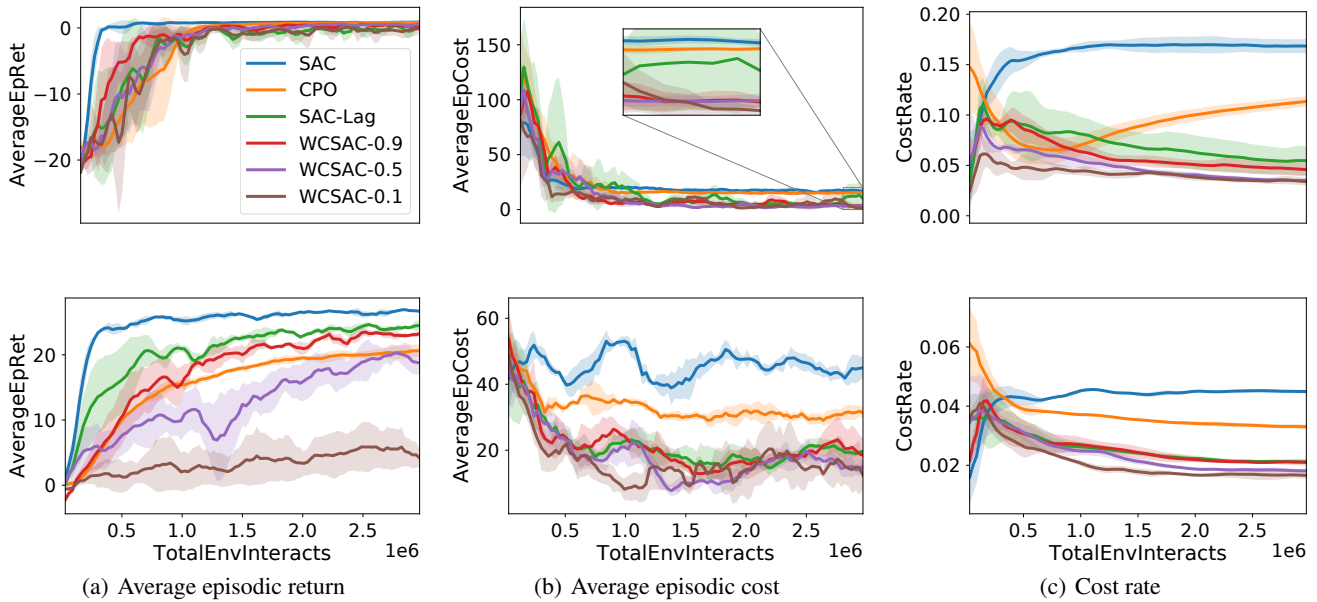 AverageEpRet
0
−10
−20
SAC
CPO
SAC-Lag
WCSAC-0.9
WCSAC-0.5
WCSAC-0.1
AverageEpCost
150
100
50
0
CostRate
0.20
0.15
0.10
0.05
0.00
AverageEpRet
20
10
0
0.5 1.0 1.5 2.0 2.5
TotalEnvInteracts 1e6
AverageEpCost
60
40
20
0.5 1.0 1.5 2.0 2.5
TotalEnvInteracts 1e6
CostRate
0.06
0.04
0.02
0.5 1.0 1.5 2.0 2.5
TotalEnvInteracts 1e6
(a) Average episodic return
(b) Average episodic cost
(c) Cost rate